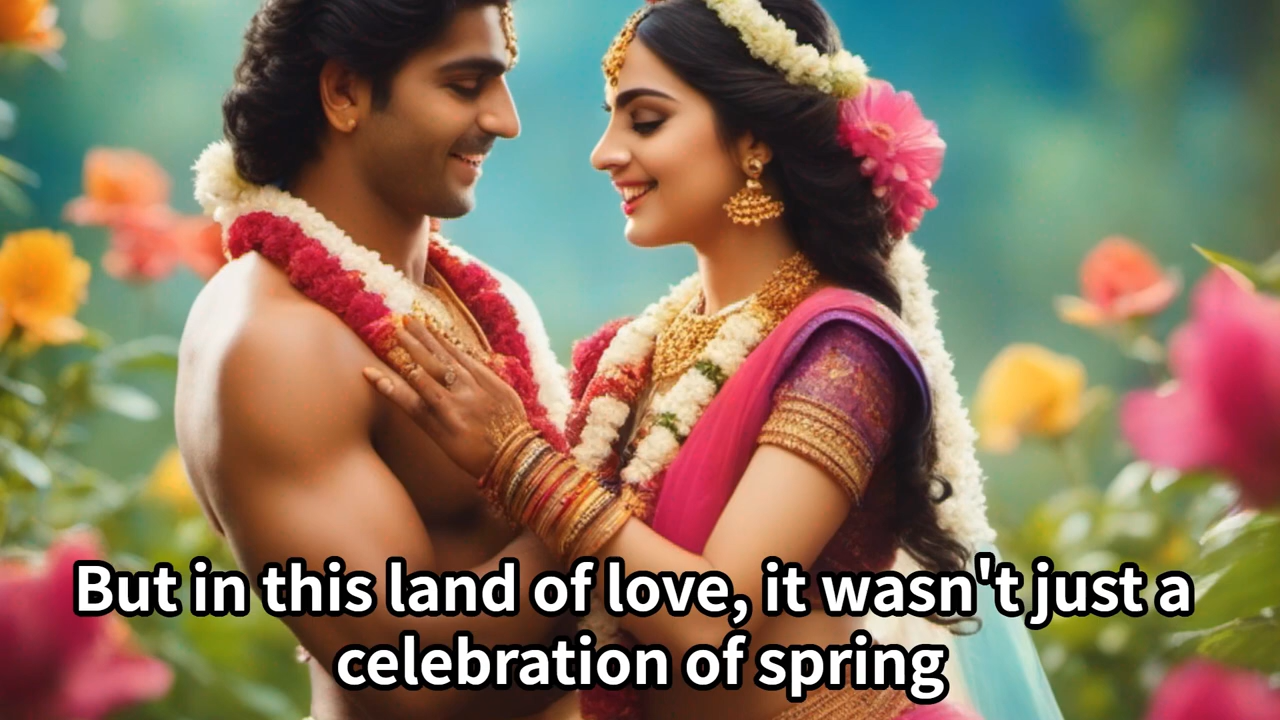 But in this land of love, it wasn't just a
celebration of spring